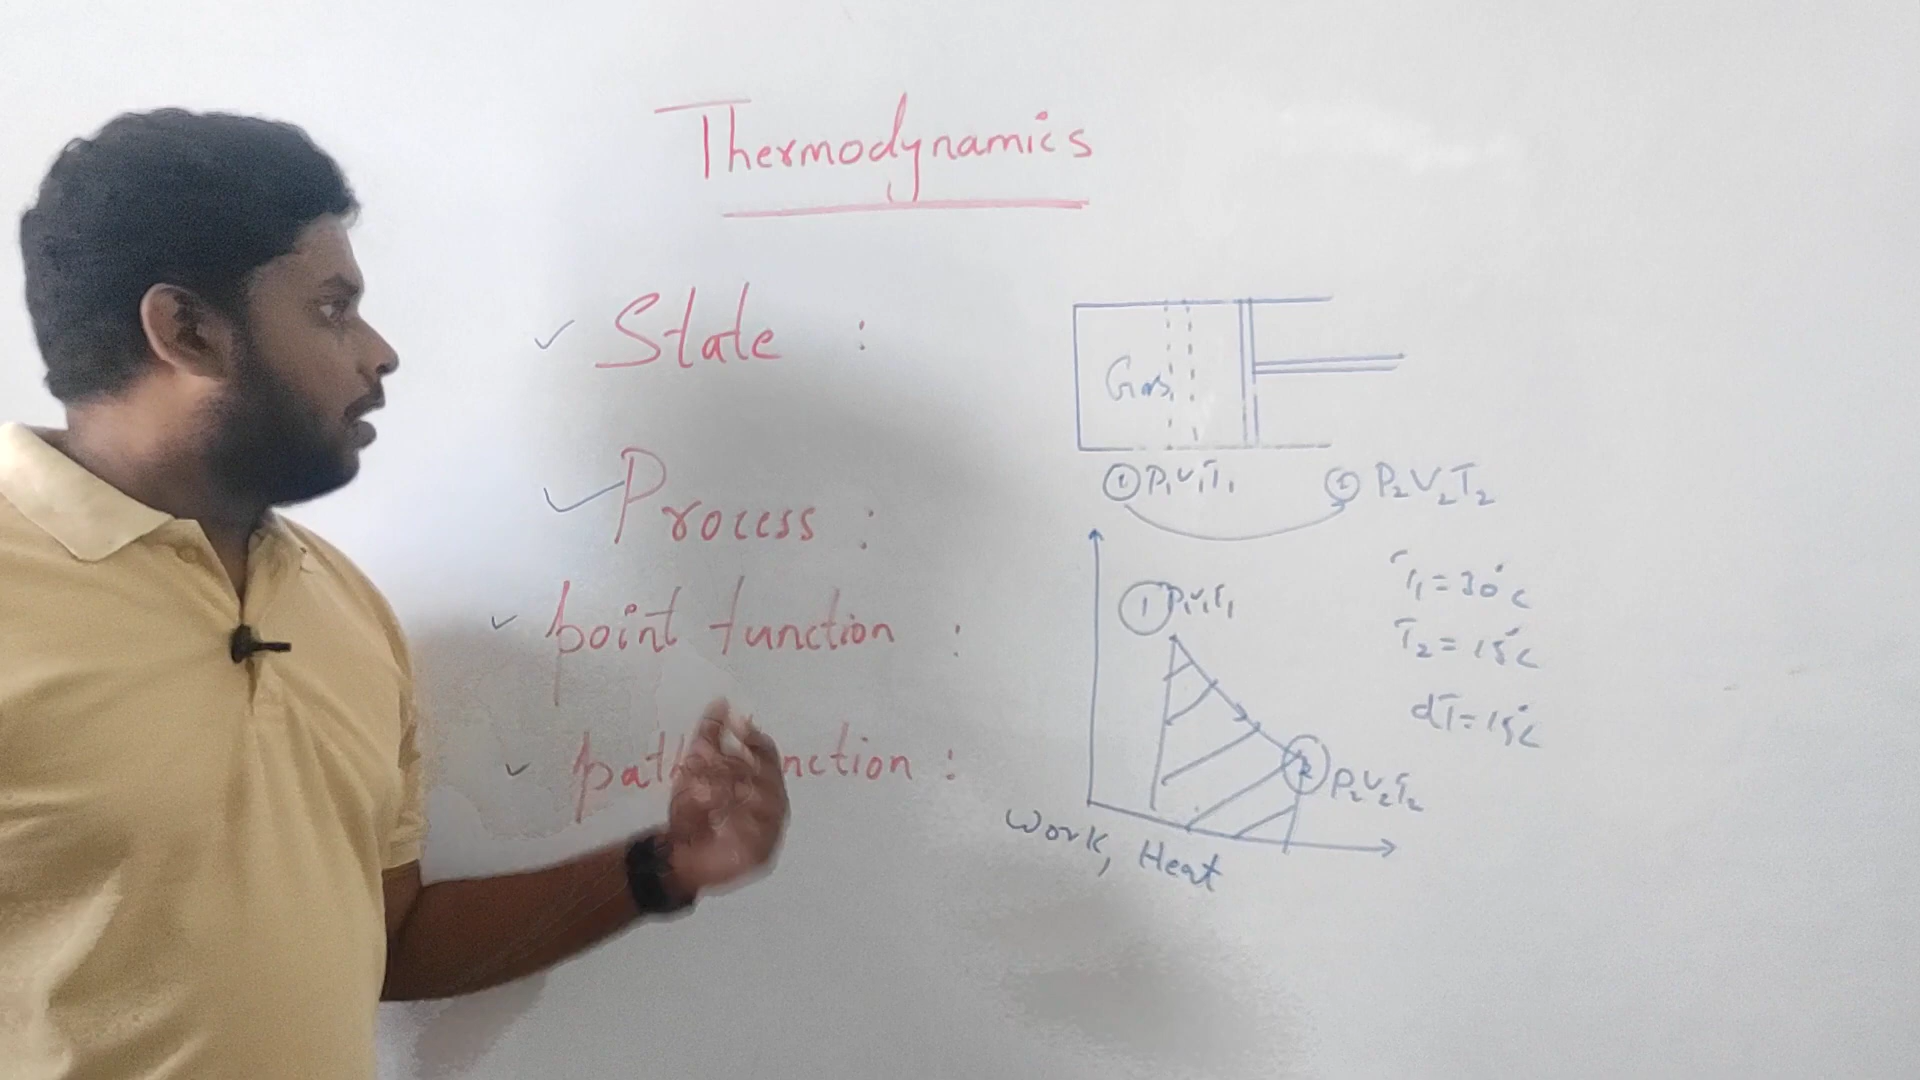 Thermodynamics
State :
Gas
Process :
① P₁V₁T₁
② P₂V₂T₂
T₁ = 30°C
① P₁V₁T₁
point function :
T₂ = 15°C
dT = 15°C
path nction :
② P₂V₂T₂
Work, Heat